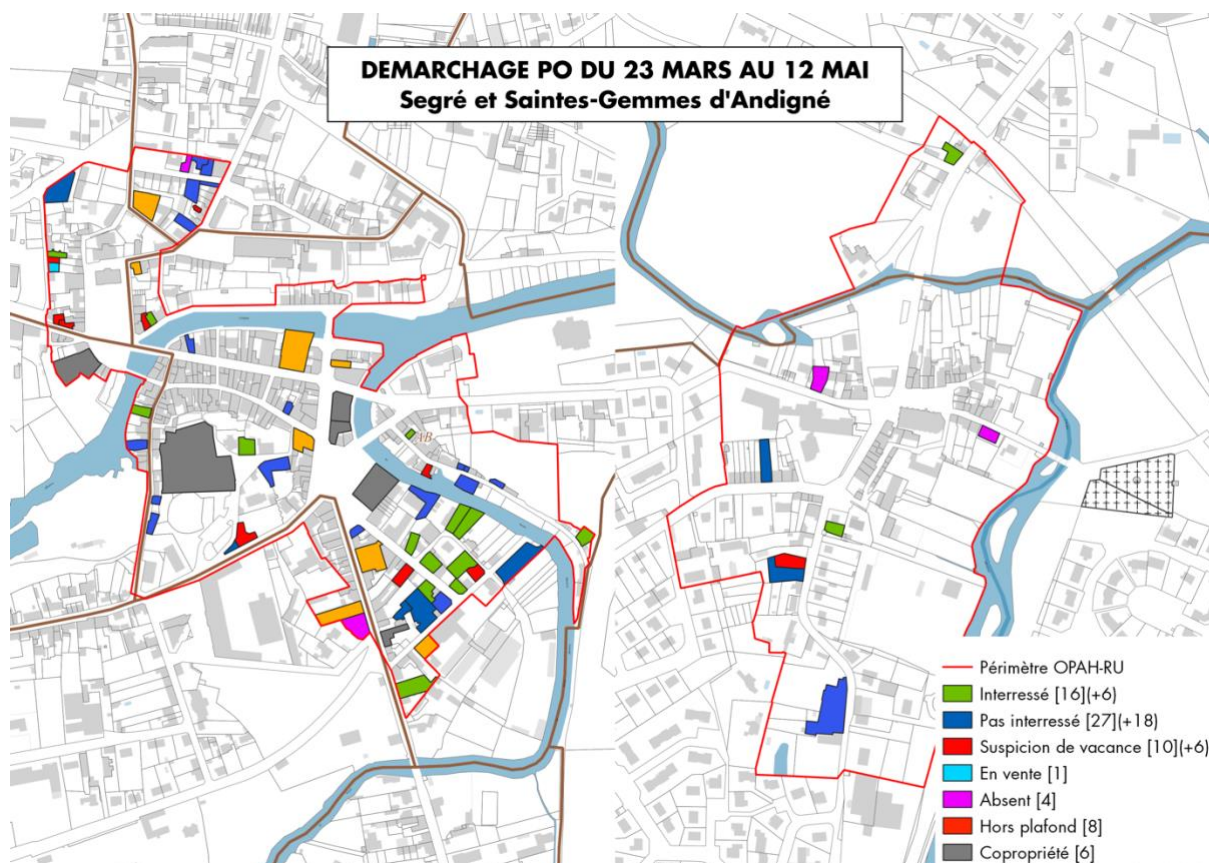 DEMARCHAGE PO DU 23 MARS AU 12 MAI
Segré et Saintes-Gemmes d'Andigné
AB
Périmètre OPAH-RU
Interressé [16](+6)
Pas interressé [27](+18)
Suspicion de vacance [10](+6)
En vente [1]
Absent [4]
Hors plafond [8]
Copropriété [6]